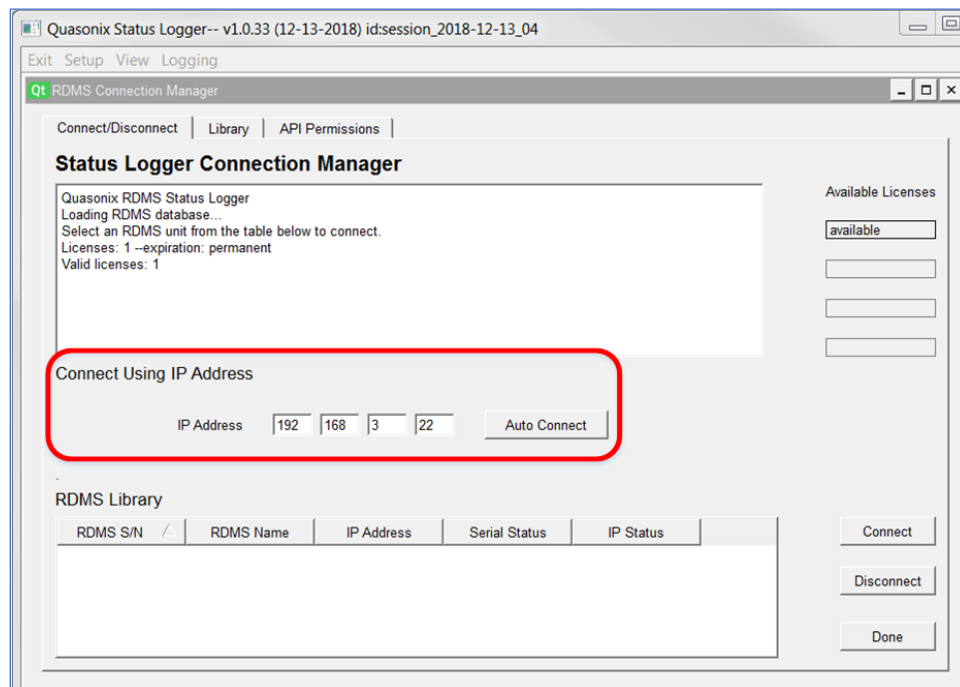 Quasonix Status Logger-- v1.0.33 (12-13-2018) id:session_2018-12-13_04
Exit Setup View Logging
Qt RDMS Connection Manager
Connect/Disconnect Library API Permissions
Status Logger Connection Manager
Quasonix RDMS Status Logger
Loading RDMS database...
Select an RDMS unit from the table below to connect.
Licenses: 1 --expiration: permanent
Valid licenses: 1
Available Licenses
available
Connect Using IP Address
IP Address 192 168 3 22 Auto Connect
.
RDMS Library
RDMS S/N RDMS Name IP Address Serial Status IP Status
Connect
Disconnect
Done